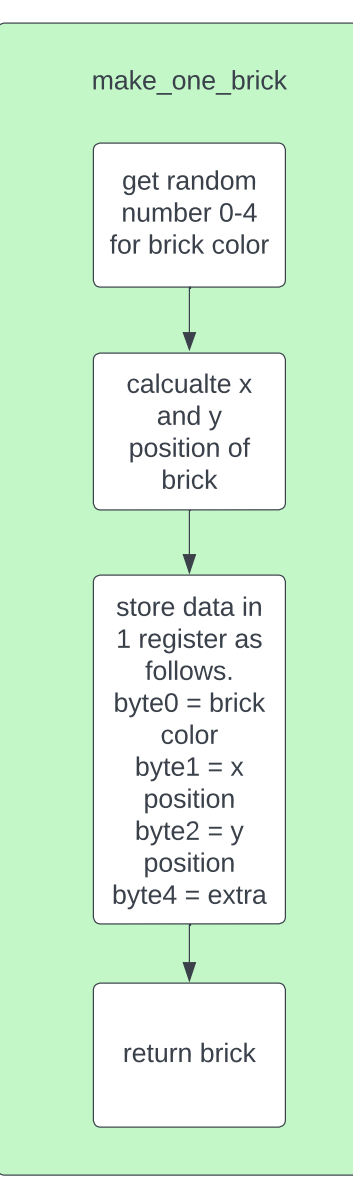 make_one_brick
get random
number 0-4
for brick color
calcualte x
and y
position of
brick
store data in
1 register as
follows.
byte0 = brick
color
byte1 = x
position
byte2 = y
position
byte4 = extra
return brick